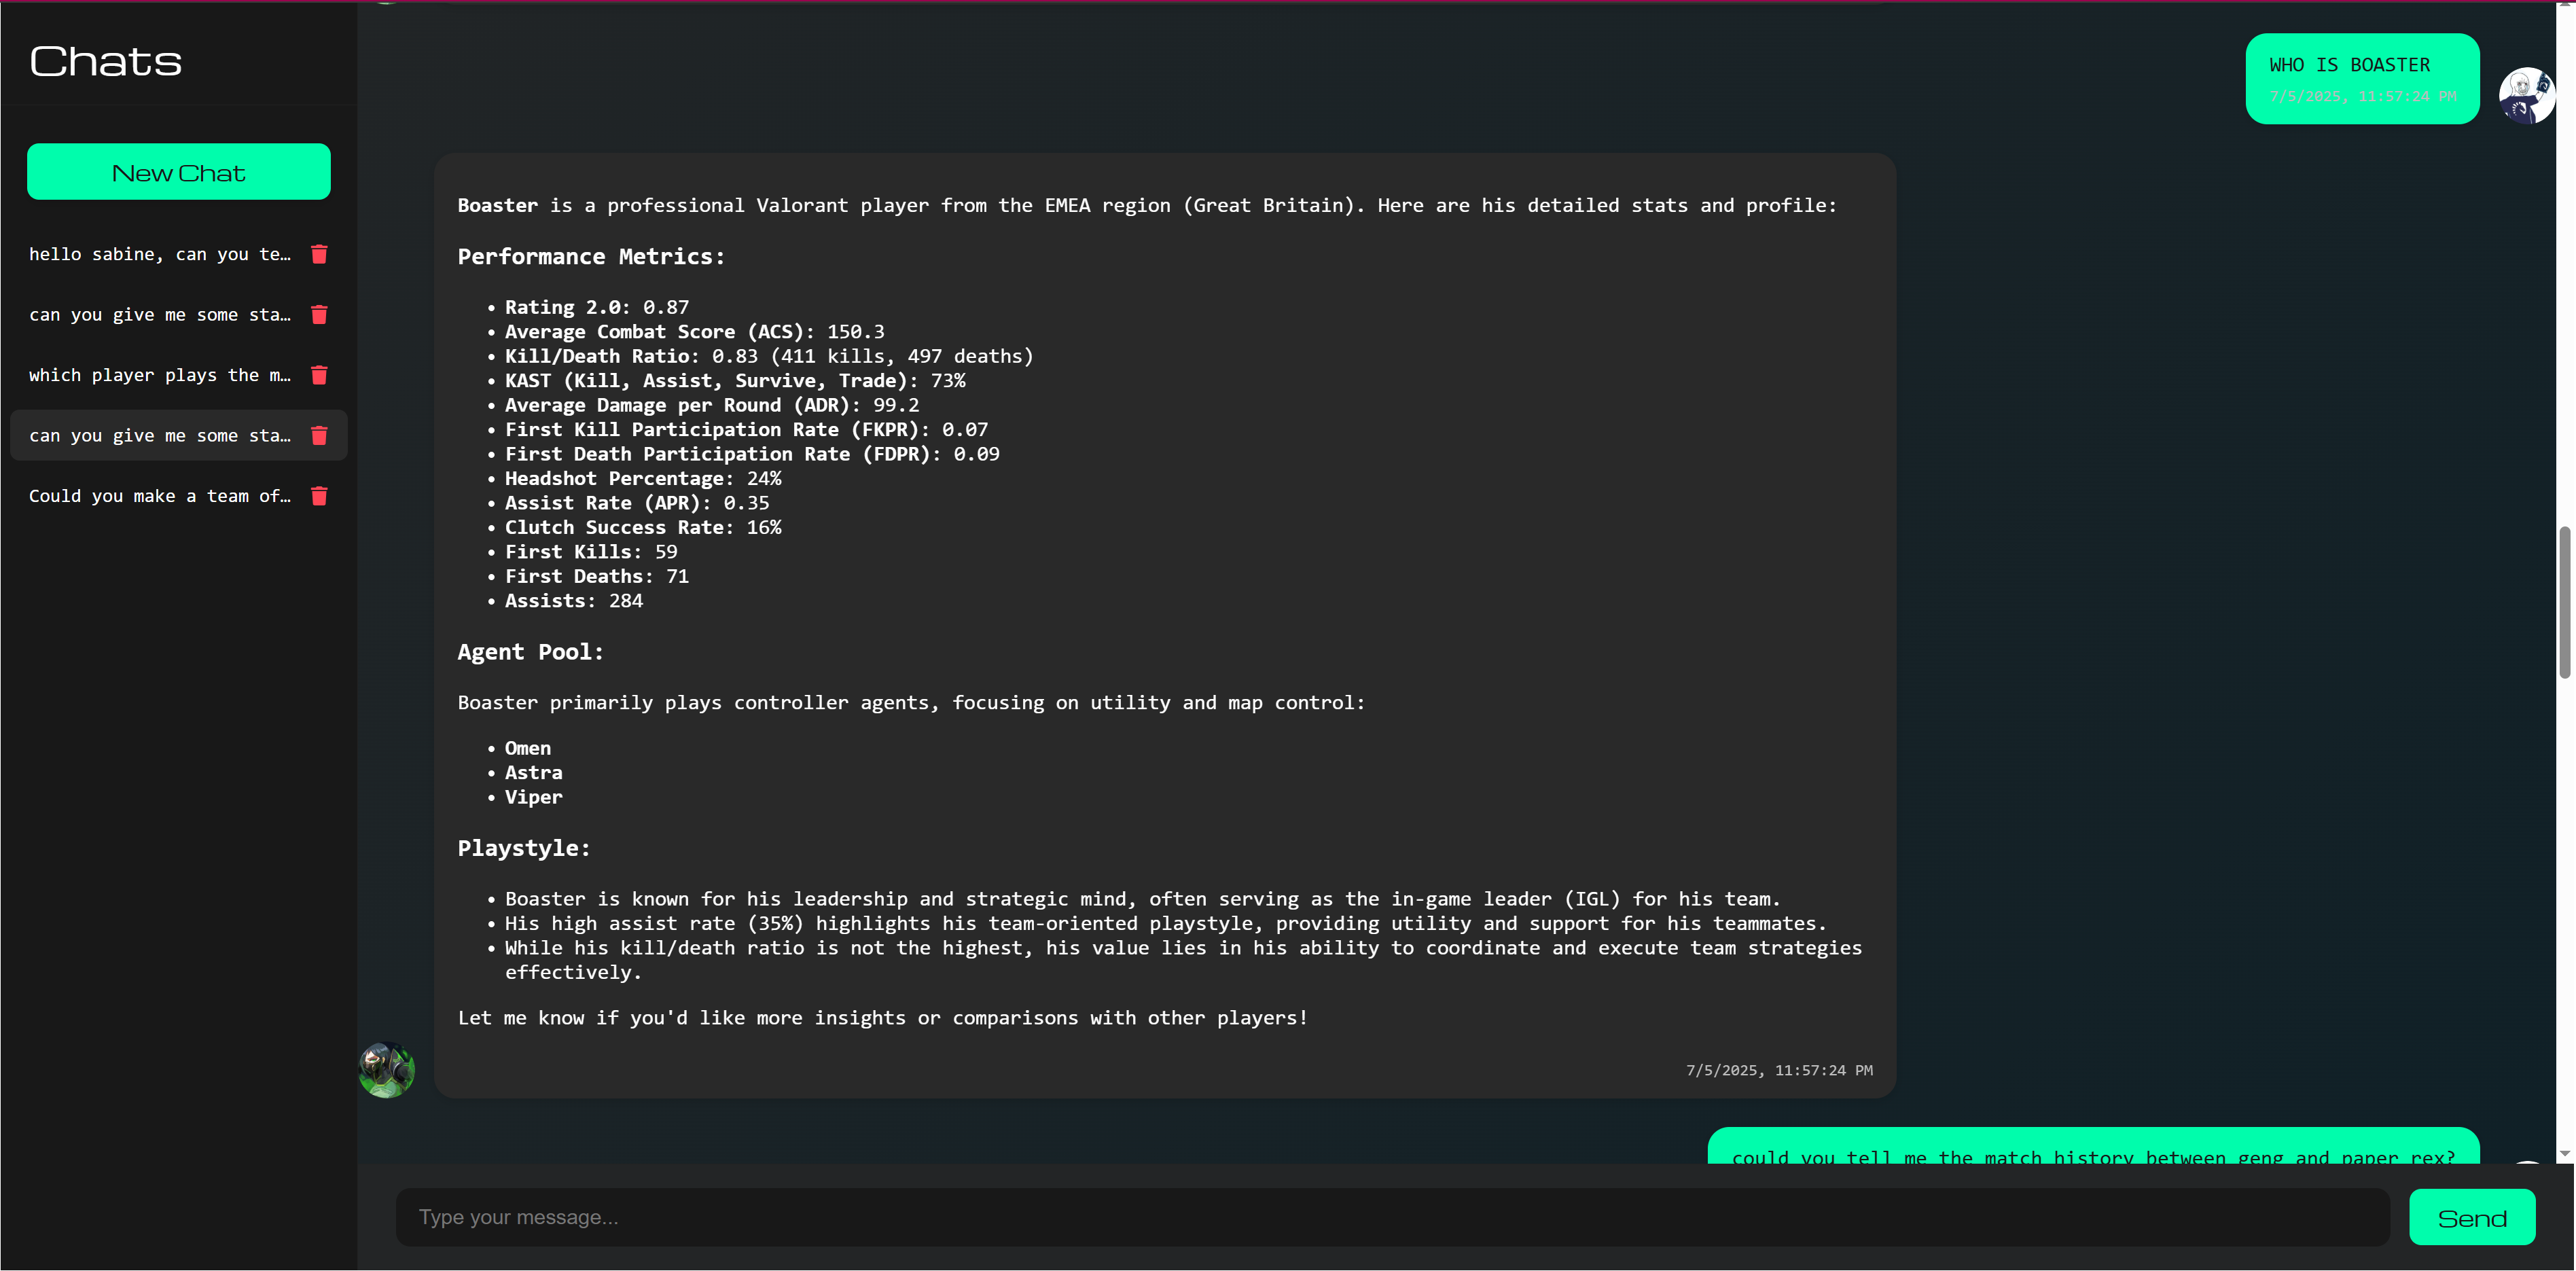 Chats
New Chat
hello sabine, can you te…
can you give me some sta…
which player plays the m…
can you give me some sta…
Could you make a team of…
WHO IS BOASTER
7/5/2025, 11:57:24 PM
Boaster is a professional Valorant player from the EMEA region (Great Britain). Here are his detailed stats and profile:
Performance Metrics:
• Rating 2.0: 0.87
• Average Combat Score (ACS): 150.3
• Kill/Death Ratio: 0.83 (411 kills, 497 deaths)
• KAST (Kill, Assist, Survive, Trade): 73%
• Average Damage per Round (ADR): 99.2
• First Kill Participation Rate (FKPR): 0.07
• First Death Participation Rate (FDPR): 0.09
• Headshot Percentage: 24%
• Assist Rate (APR): 0.35
• Clutch Success Rate: 16%
• First Kills: 59
• First Deaths: 71
• Assists: 284
Agent Pool:
Boaster primarily plays controller agents, focusing on utility and map control:
• Omen
• Astra
• Viper
Playstyle:
• Boaster is known for his leadership and strategic mind, often serving as the in-game leader (IGL) for his team.
• His high assist rate (35%) highlights his team-oriented playstyle, providing utility and support for his teammates.
• While his kill/death ratio is not the highest, his value lies in his ability to coordinate and execute team strategies
effectively.
Let me know if you'd like more insights or comparisons with other players!
7/5/2025, 11:57:24 PM
could you tell me the match history between geng and paper rex?
Type your message...
Send